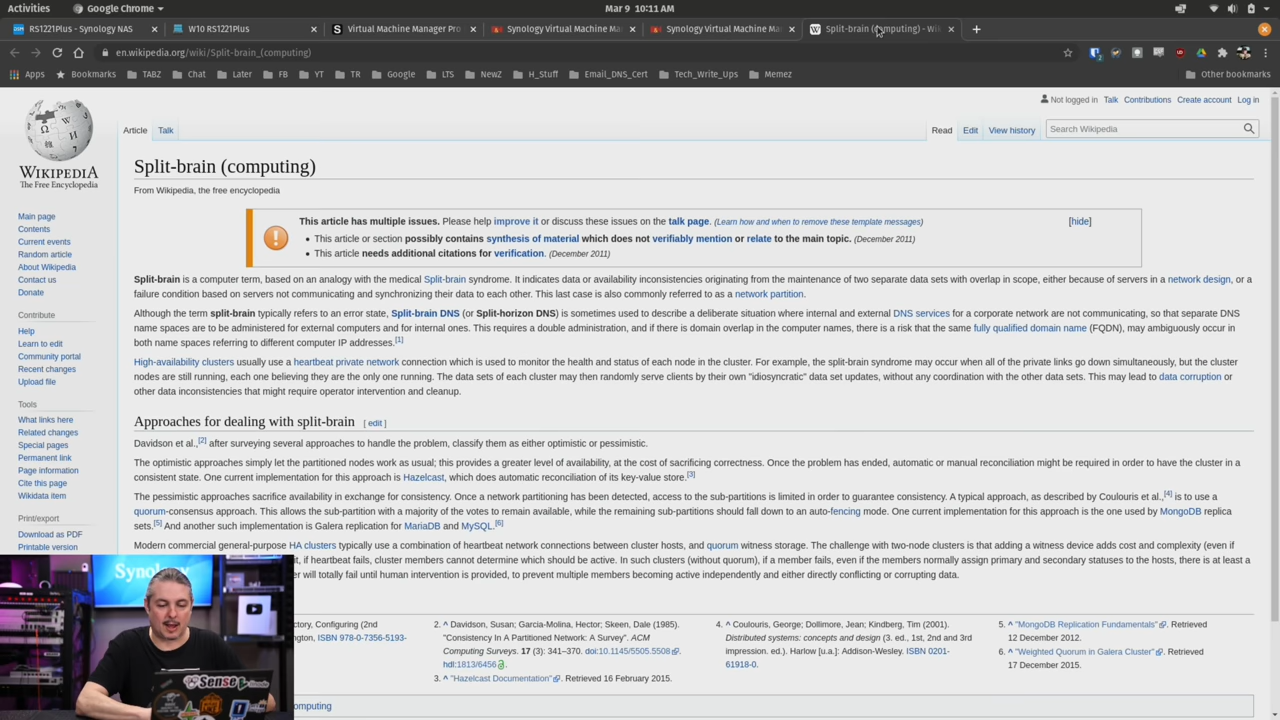 Activities Google Chrome Mar 9 10:11 AM
RS1221Plus - Synology NAS × W10 RS1221Plus × Virtual Machine Manager Pro × Synology Virtual Machine Ma × Synology Virtual Machine Ma × Split-brain (computing) - Wi × +
en.wikipedia.org/wiki/Split-brain_(computing)
Apps Bookmarks TABZ Chat Later FB YT TR Google LTS NewZ H_Stuff Email_DNS_Cert Tech_Write_Ups Memez Other bookmarks
Not logged in Talk Contributions Create account Log in
Article Talk Read Edit View history Search Wikipedia
WIKIPEDIA
The Free Encyclopedia
Main page
Contents
Current events
Random article
About Wikipedia
Contact us
Donate
Contribute
Help
Learn to edit
Community portal
Recent changes
Upload file
Tools
What links here
Related changes
Special pages
Permanent link
Page information
Cite this page
Wikidata item
Print/export
Download as PDF
Printable version
Split-brain (computing)
From Wikipedia, the free encyclopedia
This article has multiple issues. Please help improve it or discuss these issues on the talk page. (Learn how and when to remove these template messages) [hide]
• This article or section possibly contains synthesis of material which does not verifiably mention or relate to the main topic. (December 2011)
• This article needs additional citations for verification. (December 2011)
Split-brain is a computer term, based on an analogy with the medical Split-brain syndrome. It indicates data or availability inconsistencies originating from the maintenance of two separate data sets with overlap in scope, either because of servers in a network design, or a
failure condition based on servers not communicating and synchronizing their data to each other. This last case is also commonly referred to as a network partition.
Although the term split-brain typically refers to an error state, Split-brain DNS (or Split-horizon DNS) is sometimes used to describe a deliberate situation where internal and external DNS services for a corporate network are not communicating, so that separate DNS
name spaces are to be administered for external computers and for internal ones. This requires a double administration, and if there is domain overlap in the computer names, there is a risk that the same fully qualified domain name (FQDN), may ambiguously occur in
both name spaces referring to different computer IP addresses.[1]
High-availability clusters usually use a heartbeat private network connection which is used to monitor the health and status of each node in the cluster. For example, the split-brain syndrome may occur when all of the private links go down simultaneously, but the cluster
nodes are still running, each one believing they are the only one running. The data sets of each cluster may then randomly serve clients by their own "idiosyncratic" data set updates, without any coordination with the other data sets. This may lead to data corruption or
other data inconsistencies that might require operator intervention and cleanup.
Approaches for dealing with split-brain [ edit ]
Davidson et al.,[2] after surveying several approaches to handle the problem, classify them as either optimistic or pessimistic.
The optimistic approaches simply let the partitioned nodes work as usual; this provides a greater level of availability, at the cost of sacrificing correctness. Once the problem has ended, automatic or manual reconciliation might be required in order to have the cluster in a
consistent state. One current implementation for this approach is Hazelcast, which does automatic reconciliation of its key-value store.[3]
The pessimistic approaches sacrifice availability in exchange for consistency. Once a network partitioning has been detected, access to the sub-partitions is limited in order to guarantee consistency. A typical approach, as described by Coulouris et al.,[4] is to use a
quorum-consensus approach. This allows the sub-partition with a majority of the votes to remain available, while the remaining sub-partitions should fall down to an auto-fencing mode. One current implementation for this approach is the one used by MongoDB replica
sets.[5] And another such implementation is Galera replication for MariaDB and MySQL.[6]
Modern commercial general-purpose HA clusters typically use a combination of heartbeat network connections between cluster hosts, and quorum witness storage. The challenge with two-node clusters is that adding a witness device adds cost and complexity (even if
, if heartbeat fails, cluster members cannot determine which should be active. In such clusters (without quorum), if a member fails, even if the members normally assign primary and secondary statuses to the hosts, there is at least a
er will totally fail until human intervention is provided, to prevent multiple members becoming active independently and either directly conflicting or corrupting data.
ctory, Configuring (2nd
ington, ISBN 978-0-7356-5193-
2. ^ Davidson, Susan; Garcia-Molina, Hector; Skeen, Dale (1985).
"Consistency In A Partitioned Network: A Survey". ACM
Computing Surveys. 17 (3): 341–370. doi:10.1145/5505.5508.
hdl:1813/6456.
3. ^ "Hazelcast Documentation". Retrieved 16 February 2015.
4. ^ Coulouris, George; Dollimore, Jean; Kindberg, Tim (2001).
Distributed systems: concepts and design (3. ed., 1st, 2nd and 3rd
impression. ed.). Harlow [u.a.]: Addison-Wesley. ISBN 0201-
61918-0.
5. ^ "MongoDB Replication Fundamentals". Retrieved
12 December 2012.
6. ^ "Weighted Quorum in Galera Cluster". Retrieved
17 December 2015.
omputing
Synology
Sense